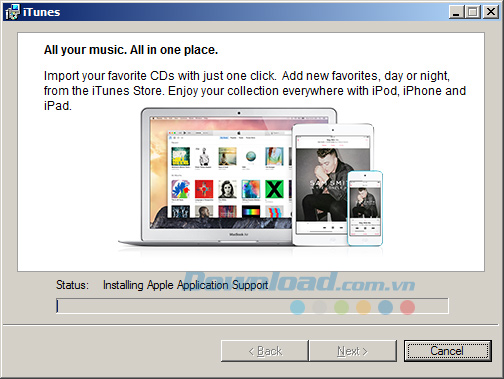 iTunes
All your music. All in one place.
Import your favorite CDs with just one click. Add new favorites, day or night,
from the iTunes Store. Enjoy your collection everywhere with iPod, iPhone and
iPad.
SAM SMITH
MacBook Air
Status: Installing Apple Application Support
Download.com.vn
< Back
Next >
Cancel